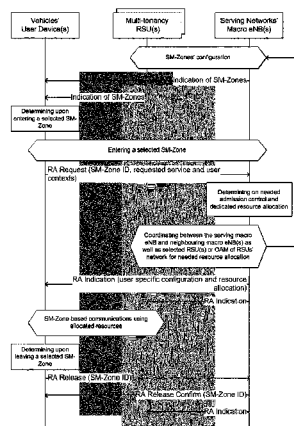 Vehicles'
User Device(s)
Multi-tenancy
RSU(s)
Serving Networks'
Macro eNB(s)
SM-Zones' configuration
Indication of SM-Zones
Indication of SM-Zones
Determining upon
entering a selected SM-
Zone
Entering a selected SM-Zone
RA Request (SM-Zone ID, requested service and user
contexts)
Determining on needed
admission control and
dedicated resource allocation
Coordinating between the serving macro
eNB and neighbouring macro eNB(s) as
well as selected RSU(s) or OAM of RSUs'
network for needed resource allocation
RA Indication (user specific configuration and resource
allocation)
RA Indication
SM-Zone based communications using
allocated resources
Determining upon
leaving a selected SM-
Zone
RA Release (SM-Zone ID)
RA Release Confirm (SM-Zone ID)
RA Indication